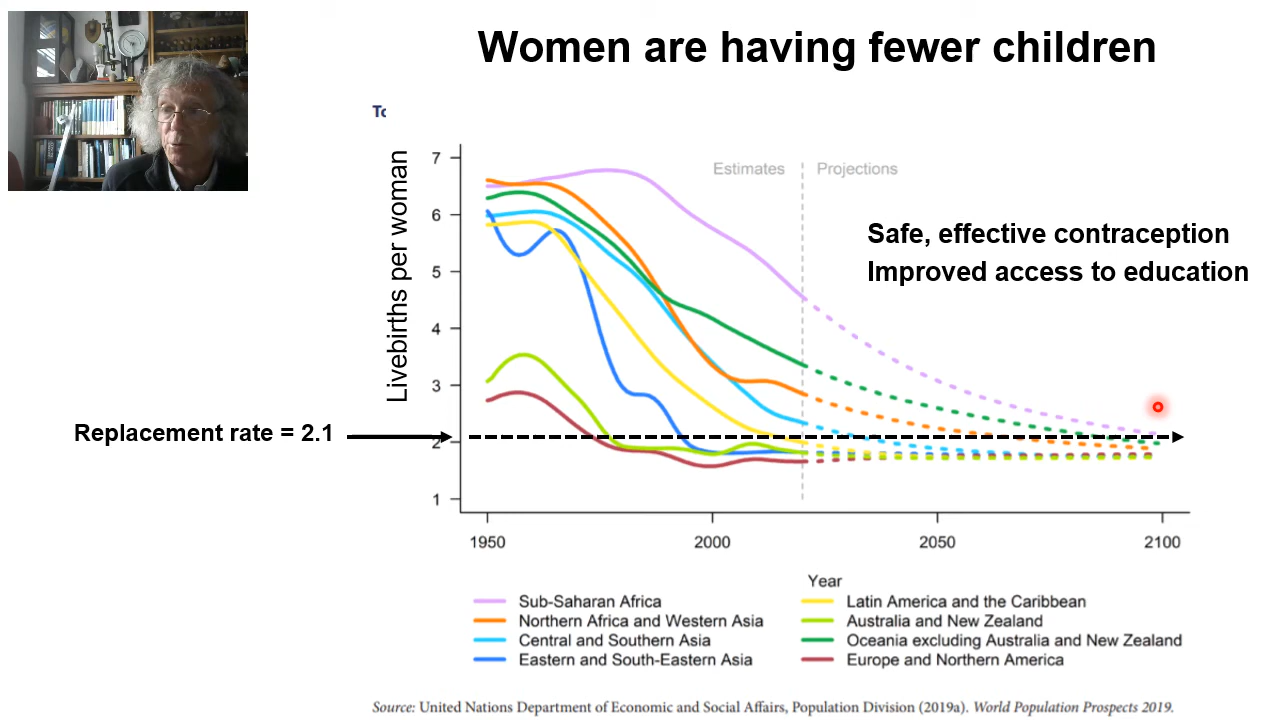 Women are having fewer children
To
Livebirths per woman
7
6
5
4
3
2
1
Estimates
Projections
Safe, effective contraception
Improved access to education
Replacement rate = 2.1
1950
2000
2050
2100
Year
Sub-Saharan Africa
Northern Africa and Western Asia
Central and Southern Asia
Eastern and South-Eastern Asia
Latin America and the Caribbean
Australia and New Zealand
Oceania excluding Australia and New Zealand
Europe and Northern America
Source: United Nations Department of Economic and Social Affairs, Population Division (2019a). World Population Prospects 2019.